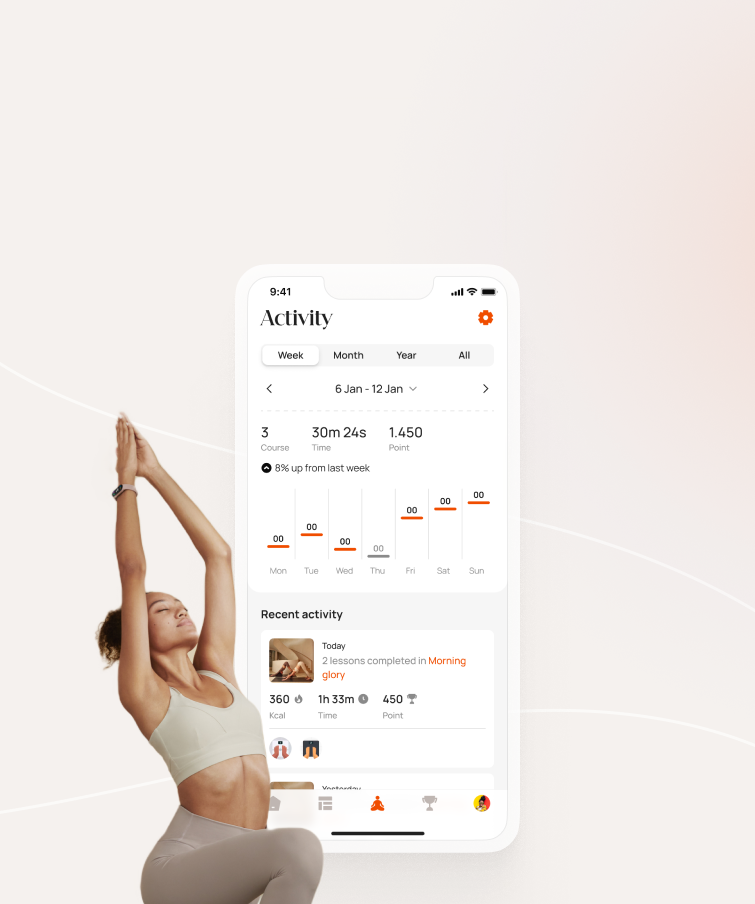 9:41
Activity
Week Month Year All
6 Jan - 12 Jan
3 30m 24s 1.450
Course Time Point
8% up from last week
00 00 00 00 00 00 00
Mon Tue Wed Thu Fri Sat Sun
Recent activity
Today
2 lessons completed in Morning
glory
360 1h 33m 450
Kcal Time Point
Yesterday